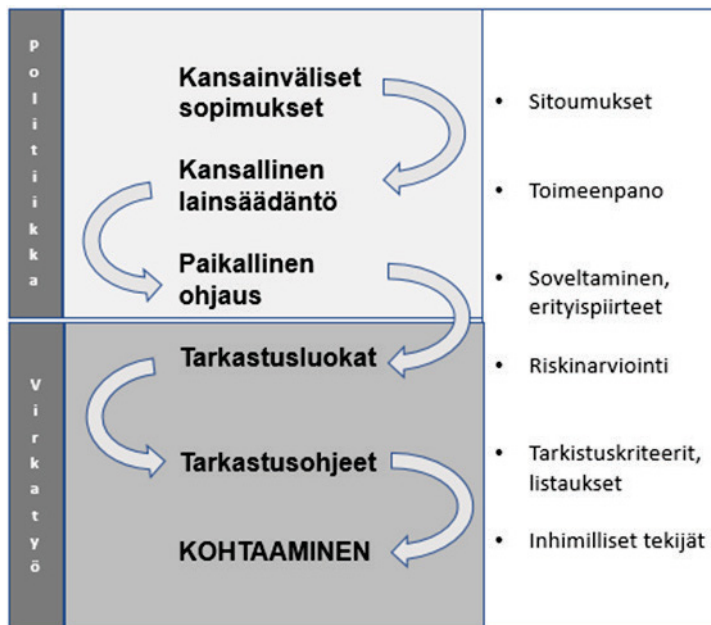 Politiikka
Kansainväliset
sopimukset
• Sitoumukset
Kansallinen
lainsäädäntö
• Toimeenpano
Paikallinen
ohjaus
• Soveltaminen,
erityispiirteet
Virkatyö
Tarkastusluokat
• Riskinarviointi
Tarkastusohjeet
• Tarkistuskriteerit,
listaukset
KOHTAAMINEN
• Inhimilliset tekijät